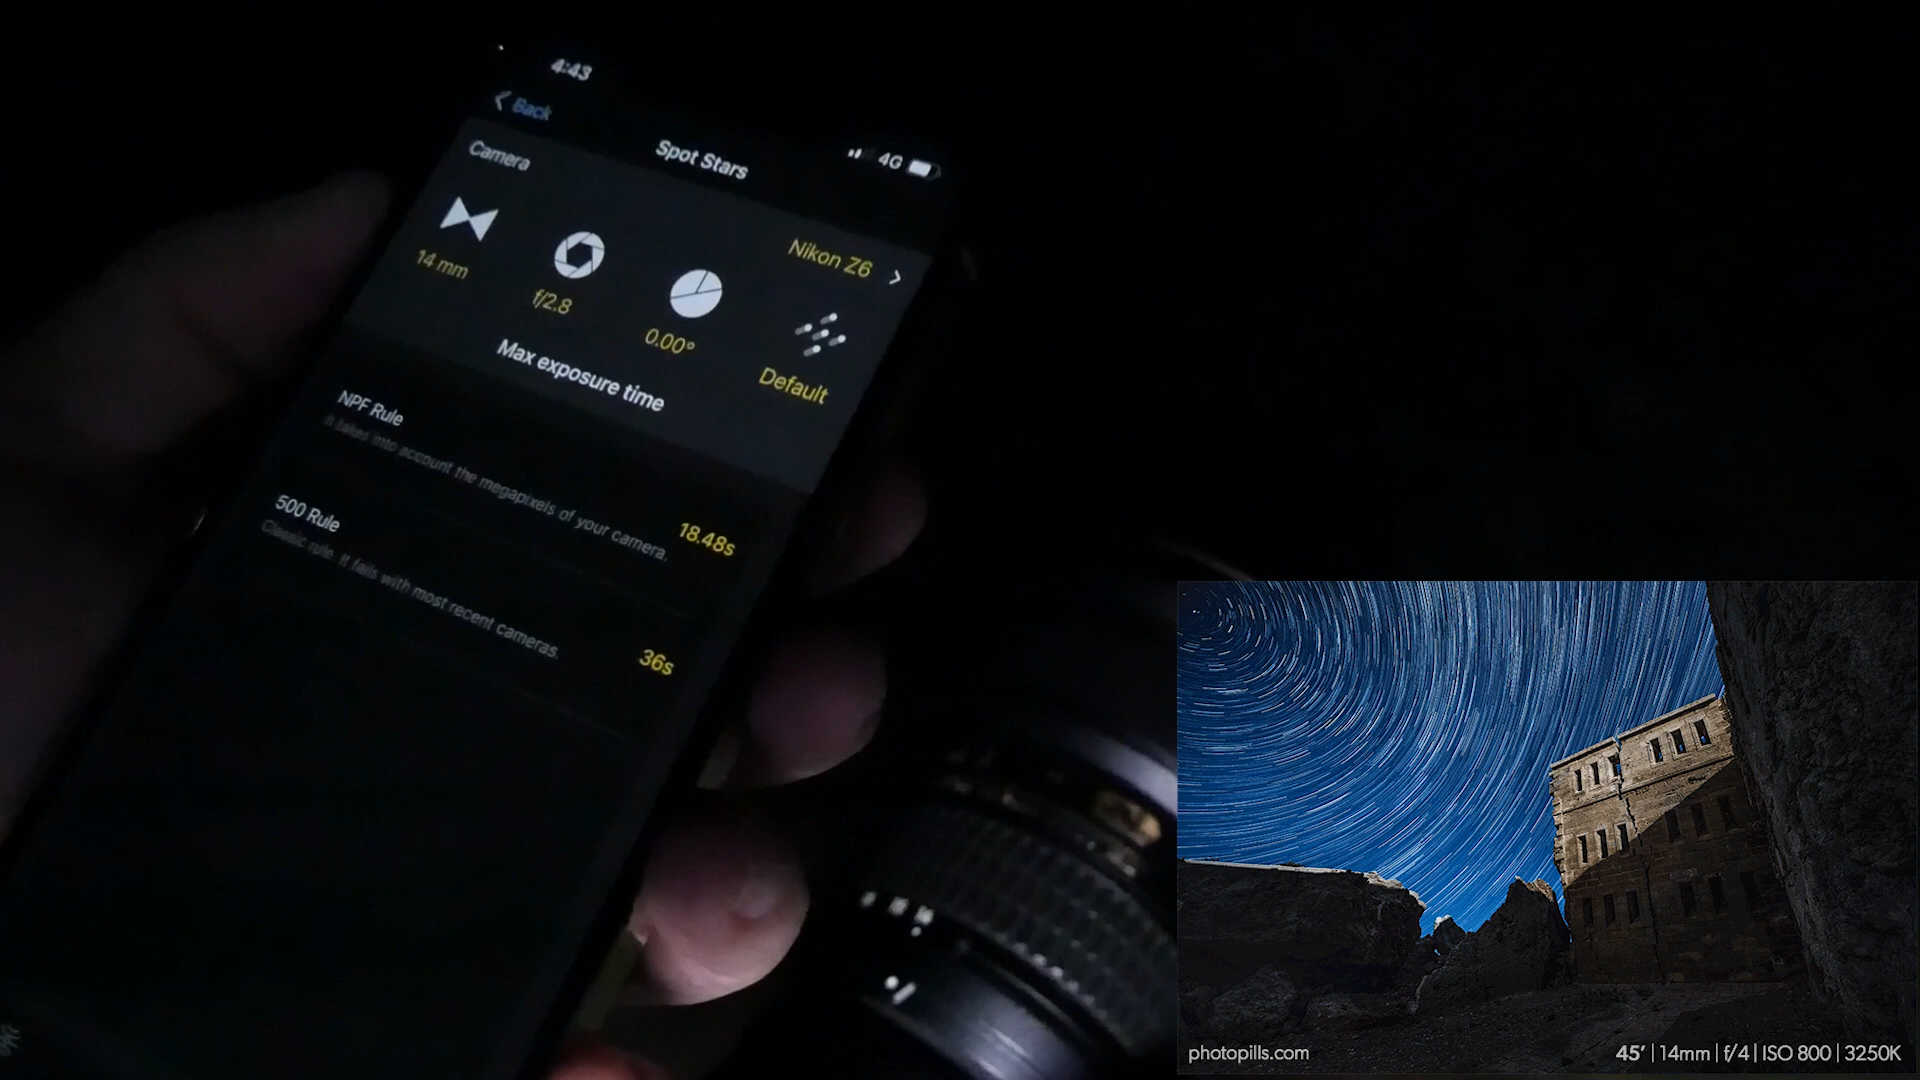 4:43
Back
Spot Stars
4G
Camera
Nikon Z6
14 mm
f/2.8
0.00°
Default
Max exposure time
NPF Rule
It takes into account the megapixels of your camera.
18.48s
500 Rule
Classic rule. It fails with most recent cameras.
36s
photopills.com
45' | 14mm | f/4 | ISO 800 | 3250K